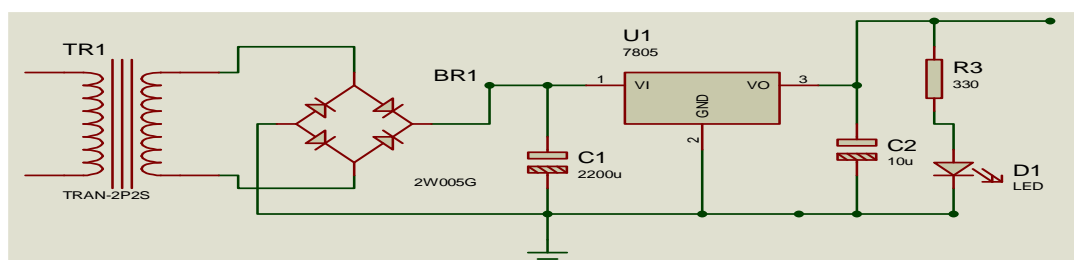 TR1
TRAN-2P2S
BR1
2W005G
C1
2200u
U1
7805
1
VI
VO
3
GND
2
C2
10u
R3
330
D1
LED